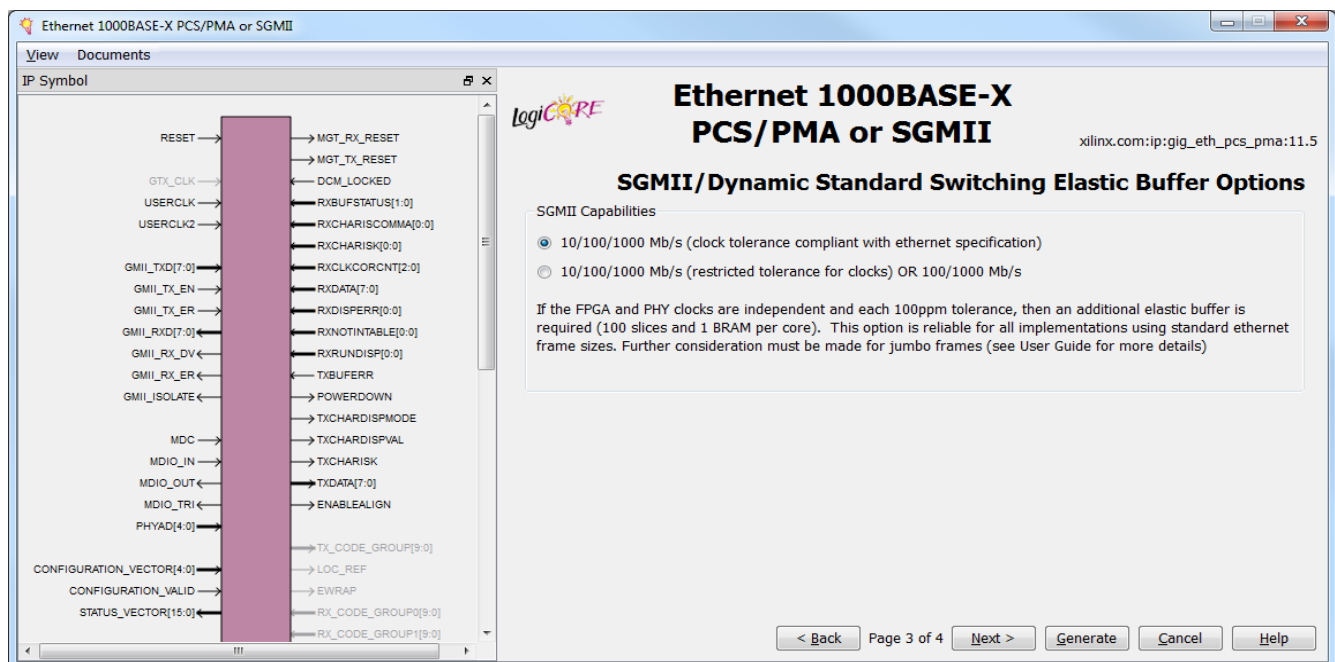 Ethernet 1000BASE-X PCS/PMA or SGMII
View Documents
IP Symbol
RESET
GTX_CLK
USERCLK
USERCLK2
GMII_TXD[7:0]
GMII_TX_EN
GMII_TX_ER
GMII_RXD[7:0]
GMII_RX_DV
GMII_RX_ER
GMII_ISOLATE
MDC
MDIO_IN
MDIO_OUT
MDIO_TRI
PHYAD[4:0]
CONFIGURATION_VECTOR[4:0]
CONFIGURATION_VALID
STATUS_VECTOR[15:0]
MGT_RX_RESET
MGT_TX_RESET
DCM_LOCKED
RXBUFSTATUS[1:0]
RXCHARISCOMMA[0:0]
RXCHARISK[0:0]
RXCLKCORCNT[2:0]
RXDATA[7:0]
RXDISPERR[0:0]
RXNOTINTABLE[0:0]
RXRUNDISP[0:0]
TXBUFERR
POWERDOWN
TXCHARDISPMODE
TXCHARDISPVAL
TXCHARISK
TXDATA[7:0]
ENABLEALIGN
TX_CODE_GROUP[9:0]
LOC_REF
EWRAP
RX_CODE_GROUP0[9:0]
RX_CODE_GROUP1[9:0]
LogiCORE
Ethernet 1000BASE-X
PCS/PMA or SGMII
xilinx.com:ip:gig_eth_pcs_pma:11.5
SGMII/Dynamic Standard Switching Elastic Buffer Options
SGMII Capabilities
10/100/1000 Mb/s (clock tolerance compliant with ethernet specification)
10/100/1000 Mb/s (restricted tolerance for clocks) OR 100/1000 Mb/s
If the FPGA and PHY clocks are independent and each 100ppm tolerance, then an additional elastic buffer is
required (100 slices and 1 BRAM per core). This option is reliable for all implementations using standard ethernet
frame sizes. Further consideration must be made for jumbo frames (see User Guide for more details)
< Back Page 3 of 4 Next > Generate Cancel Help